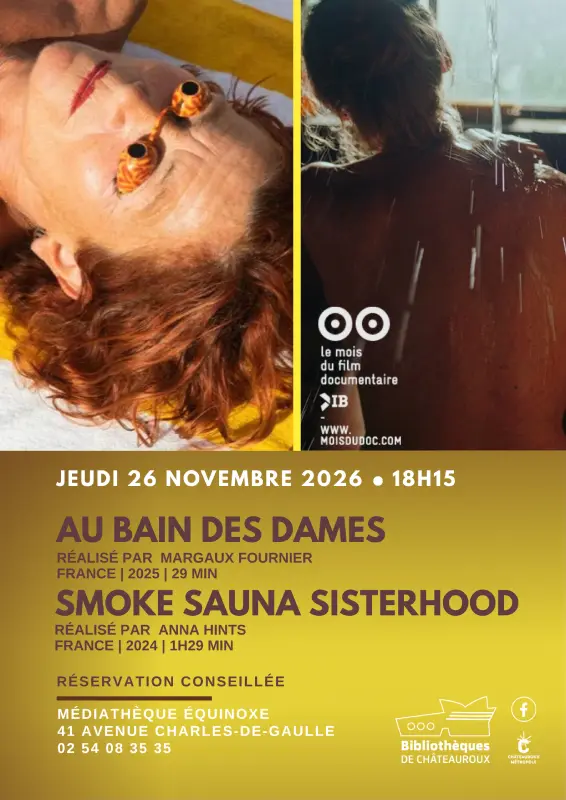 le mois
du film
documentaire
IB
-
WWW.
MOISDUDOC.COM
JEUDI 26 NOVEMBRE 2026 • 18H15
AU BAIN DES DAMES
RÉALISÉ PAR MARGAUX FOURNIER
FRANCE | 2025 | 29 MIN
SMOKE SAUNA SISTERHOOD
RÉALISÉ PAR ANNA HINTS
FRANCE | 2024 | 1H29 MIN
RÉSERVATION CONSEILLÉE
MÉDIATHÈQUE ÉQUINOXE
41 AVENUE CHARLES-DE-GAULLE
02 54 08 35 35
Bibliothèques
DE CHÂTEAUROUX
CHÂTEAUROUX
MÉTROPOLE